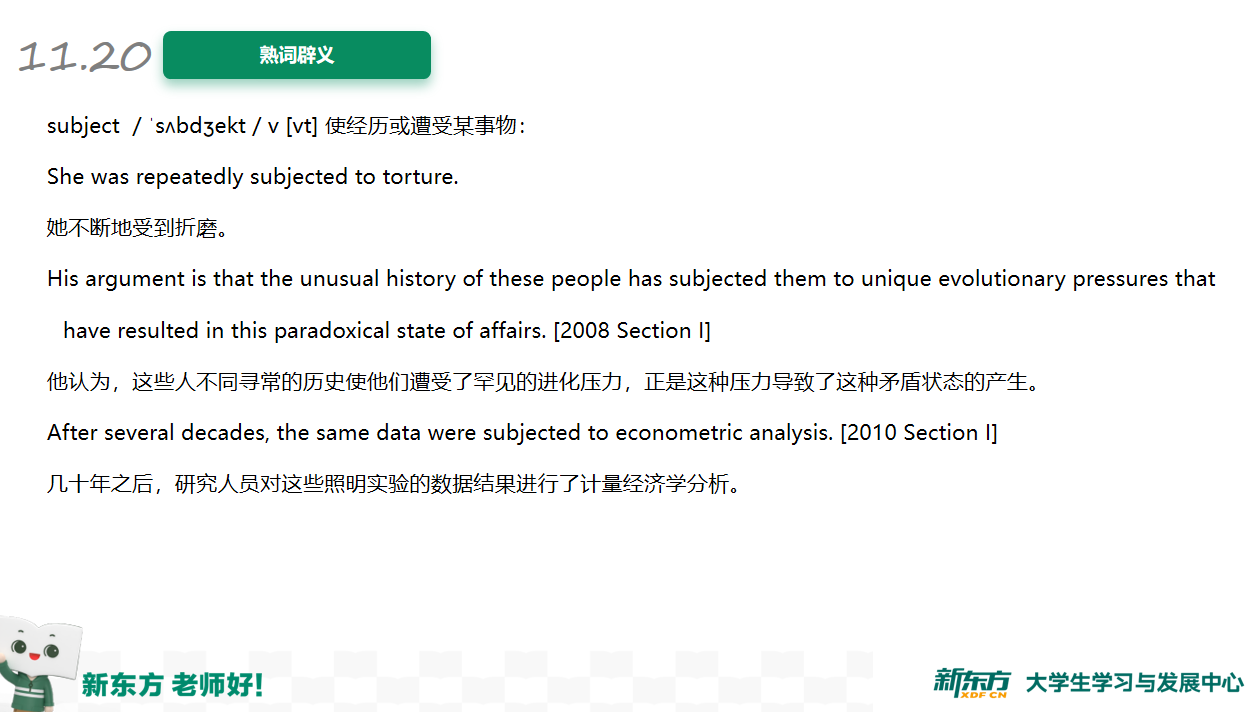 11.20
熟词辟义
subject / ˈsʌbdʒekt / v [vt] 使经历或遭受某事物：
She was repeatedly subjected to torture.
她不断地受到折磨。
His argument is that the unusual history of these people has subjected them to unique evolutionary pressures that
have resulted in this paradoxical state of affairs. [2008 Section I]
他认为，这些人不同寻常的历史使他们遭受了罕见的进化压力，正是这种压力导致了这种矛盾状态的产生。
After several decades, the same data were subjected to econometric analysis. [2010 Section I]
几十年之后，研究人员对这些照明实验的数据结果进行了计量经济学分析。
新东方 老师好！
新东方 XDF.CN 大学生学习与发展中心